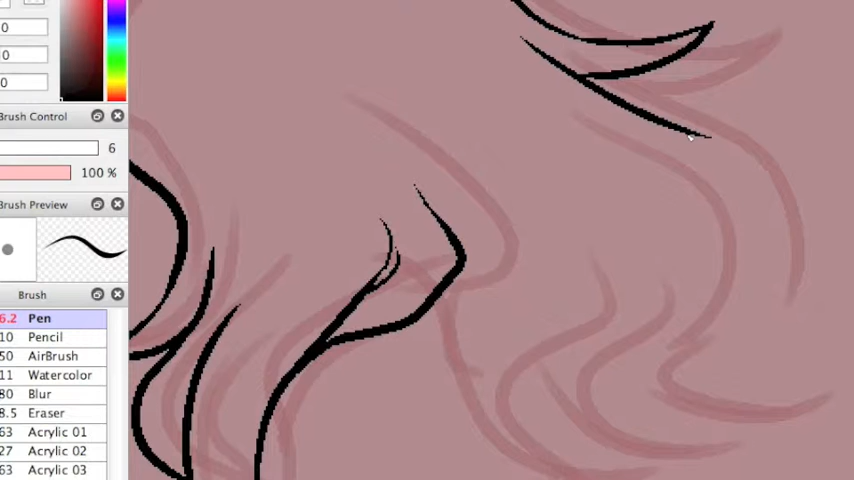 0
0
Brush Control
6
100 %
Brush Preview
Brush
6.2 Pen
10 Pencil
50 AirBrush
11 Watercolor
80 Blur
8.5 Eraser
63 Acrylic 01
27 Acrylic 02
63 Acrylic 03